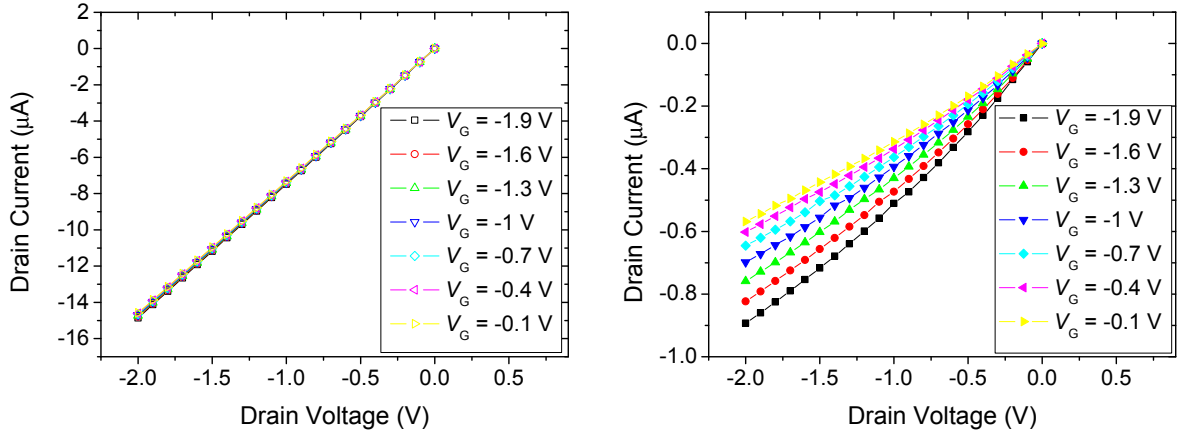 0
-2
-4
-6
-8
-10
-12
-14
-16
Drain Current (μA)
VG = -1.9 V
VG = -1.6 V
VG = -1.3 V
VG = -1 V
VG = -0.7 V
VG = -0.4 V
VG = -0.1 V
-2.0 -1.5 -1.0 -0.5 0.0 0.5
Drain Voltage (V)
0.0
-0.2
-0.4
-0.6
-0.8
-1.0
Drain Current (μA)
VG = -1.9 V
VG = -1.6 V
VG = -1.3 V
VG = -1 V
VG = -0.7 V
VG = -0.4 V
VG = -0.1 V
-2.0 -1.5 -1.0 -0.5 0.0 0.5
Drain Voltage (V)